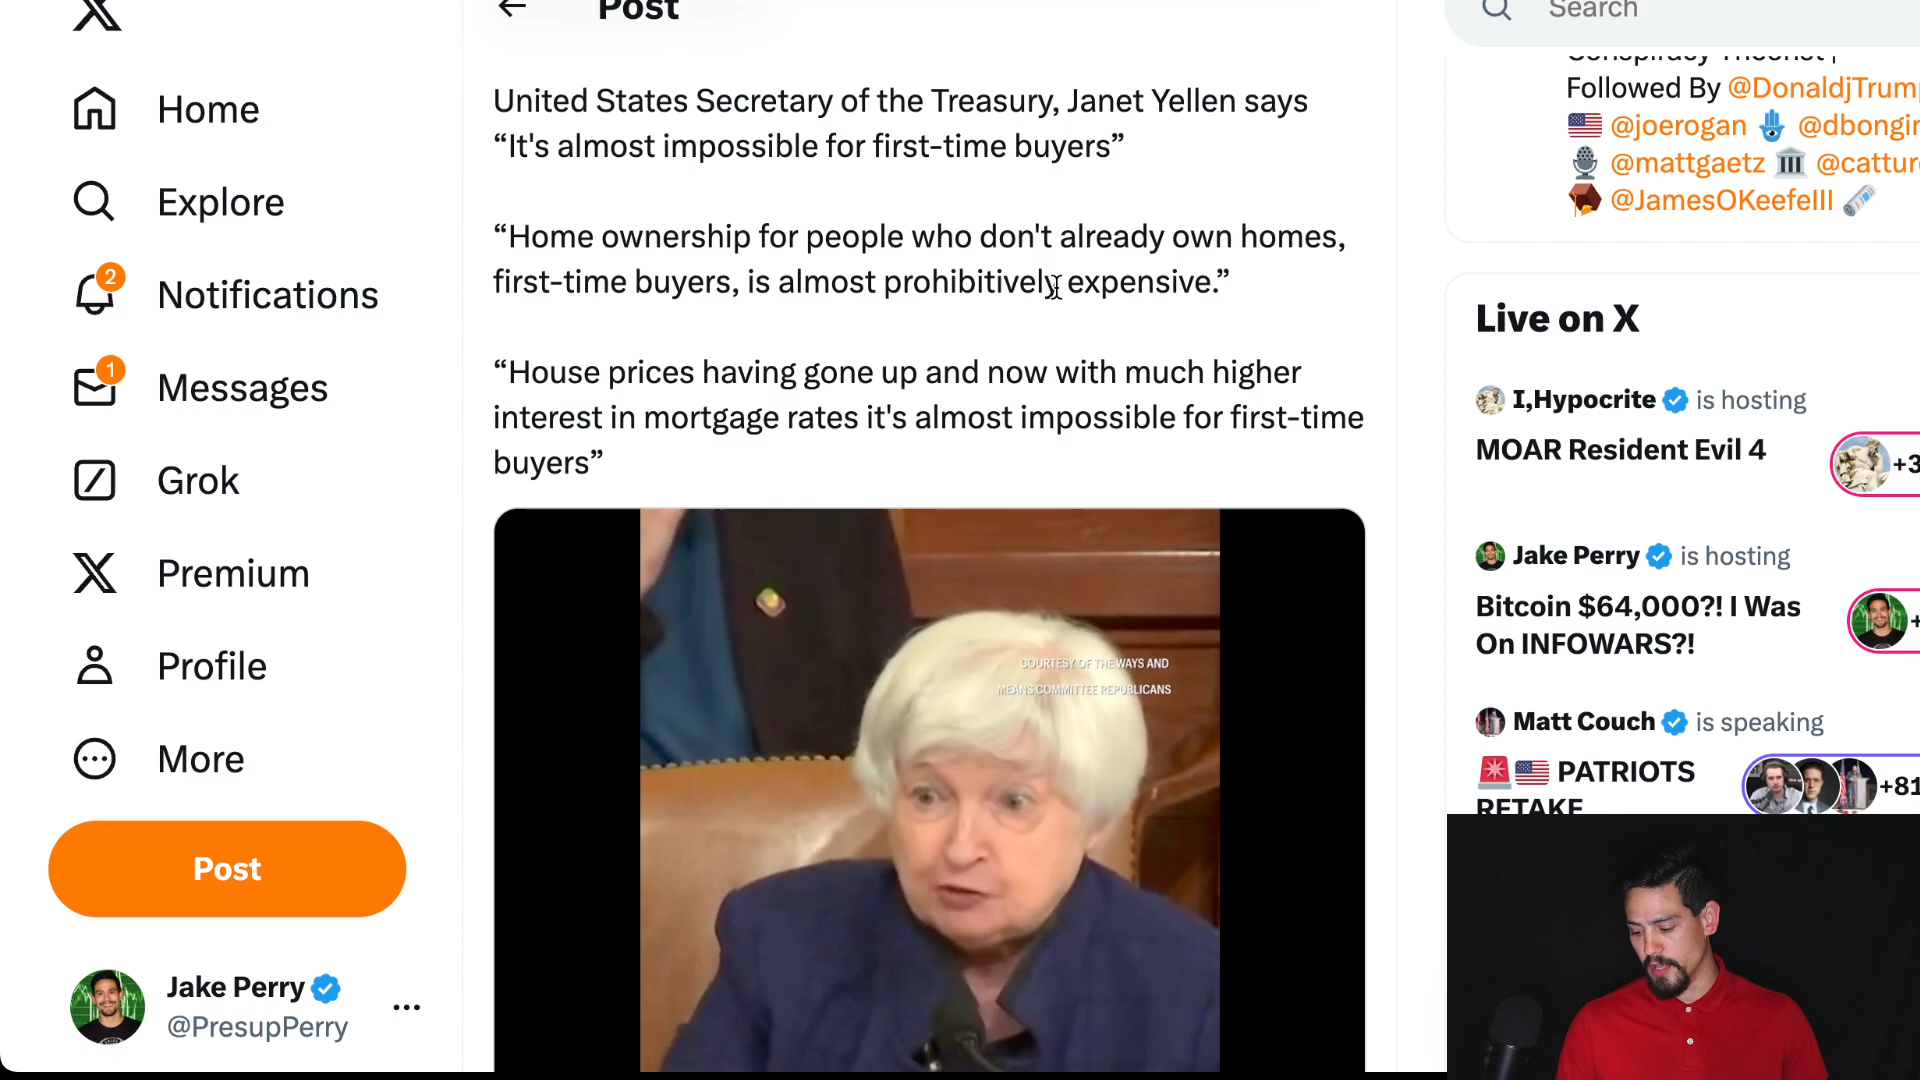 Post
Search
Home
Explore
2
Notifications
1
Messages
Grok
Premium
Profile
More
Post
Jake Perry
@PresupPerry
United States Secretary of the Treasury, Janet Yellen says
“It's almost impossible for first-time buyers”
“Home ownership for people who don't already own homes,
first-time buyers, is almost prohibitively expensive.”
“House prices having gone up and now with much higher
interest in mortgage rates it's almost impossible for first-time
buyers”
COURTESY OF THE WAYS AND
MEANS COMMITTEE REPUBLICANS
Conspiracy Theorist |
Followed By @DonaldjTrum
@joerogan @dbongin
@mattgaetz @cattur
@JamesOKeefeIII
Live on X
I,Hypocrite is hosting
MOAR Resident Evil 4
+3
Jake Perry is hosting
Bitcoin $64,000?! I Was
On INFOWARS?!
+
Matt Couch is speaking
PATRIOTS
RETAKE
+81